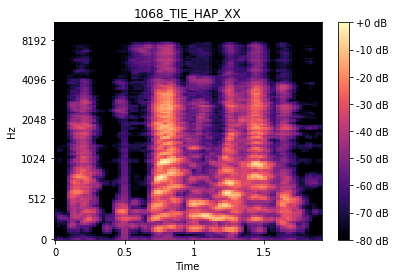 1068_TIE_HAP_XX
8192
4096
2048
1024
512
0
Hz
0
0.5
1
1.5
Time
+0 dB
-10 dB
-20 dB
-30 dB
-40 dB
-50 dB
-60 dB
-70 dB
-80 dB